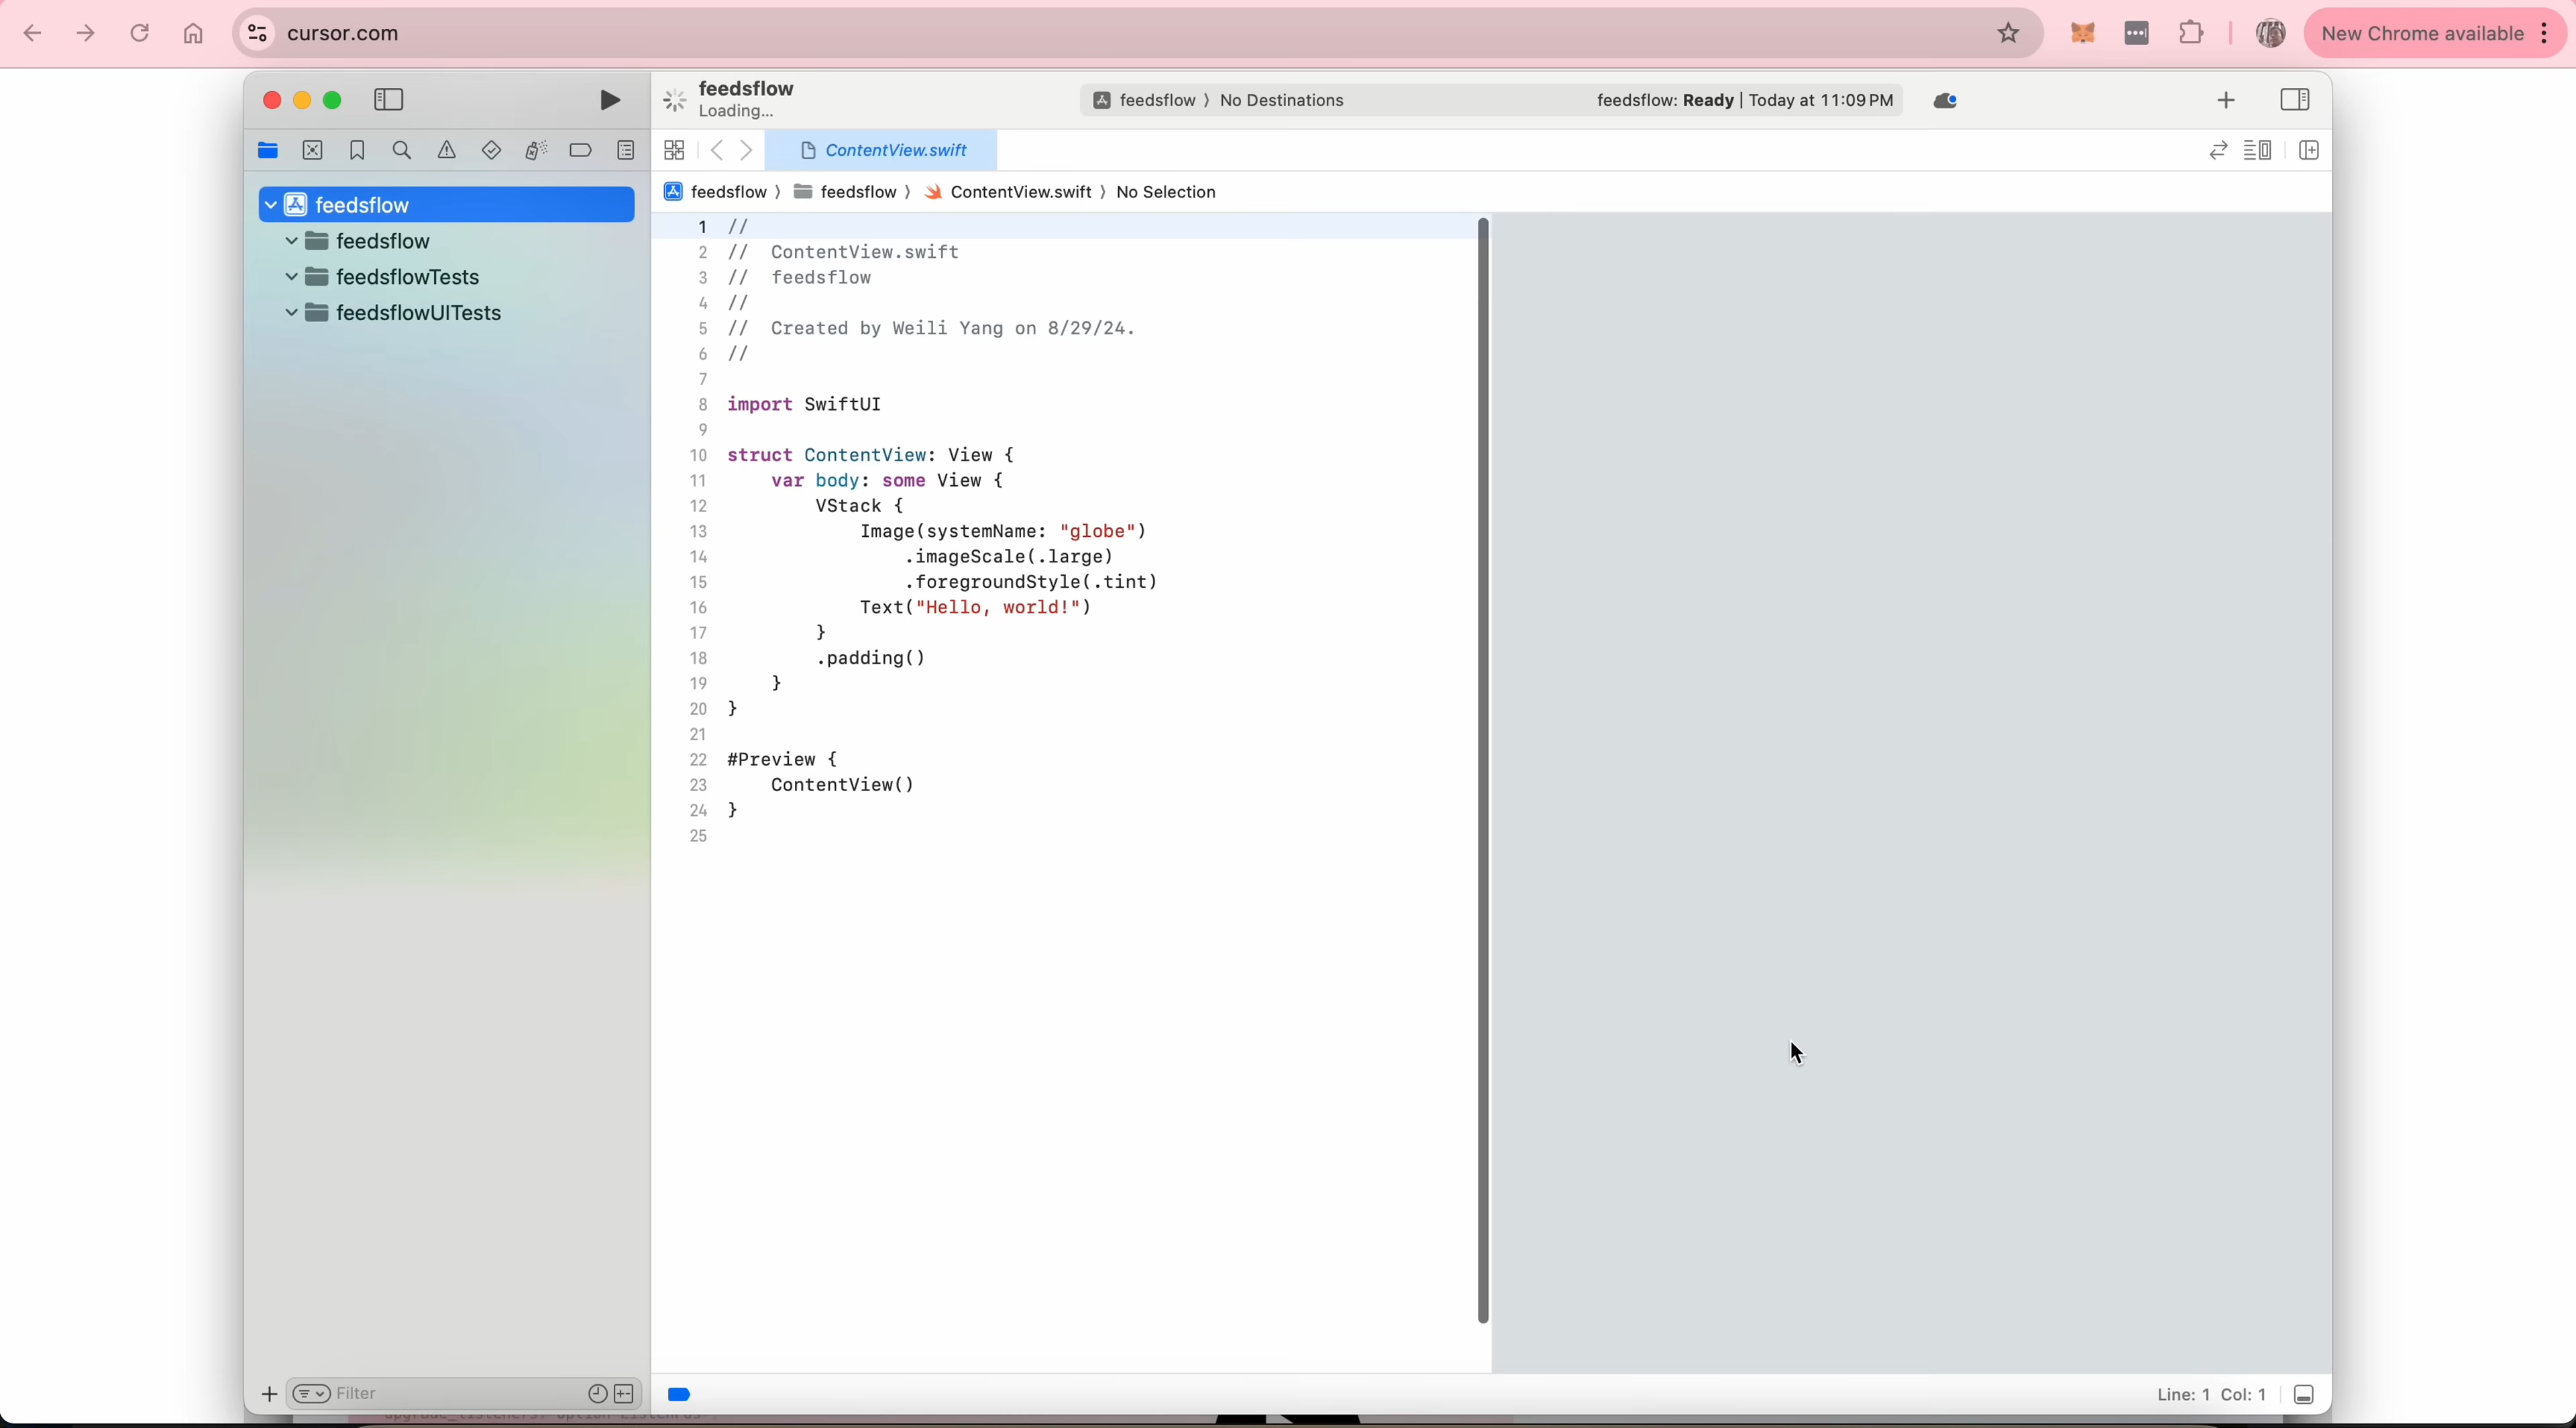 cursor.com
New Chrome available
feedsflow
Loading...
feedsflow 〉 No Destinations
feedsflow: Ready | Today at 11:09 PM
ContentView.swift
feedsflow 〉 feedsflow 〉 ContentView.swift 〉 No Selection
feedsflow
feedsflow
feedsflowTests
feedsflowUITests
1 //
2 //  ContentView.swift
3 //  feedsflow
4 //
5 //  Created by Weili Yang on 8/29/24.
6 //
7
8 import SwiftUI
9
10 struct ContentView: View {
11     var body: some View {
12         VStack {
13             Image(systemName: "globe")
14                 .imageScale(.large)
15                 .foregroundStyle(.tint)
16             Text("Hello, world!")
17         }
18         .padding()
19     }
20 }
21
22 #Preview {
23     ContentView()
24 }
25
Filter
Line: 1 Col: 1